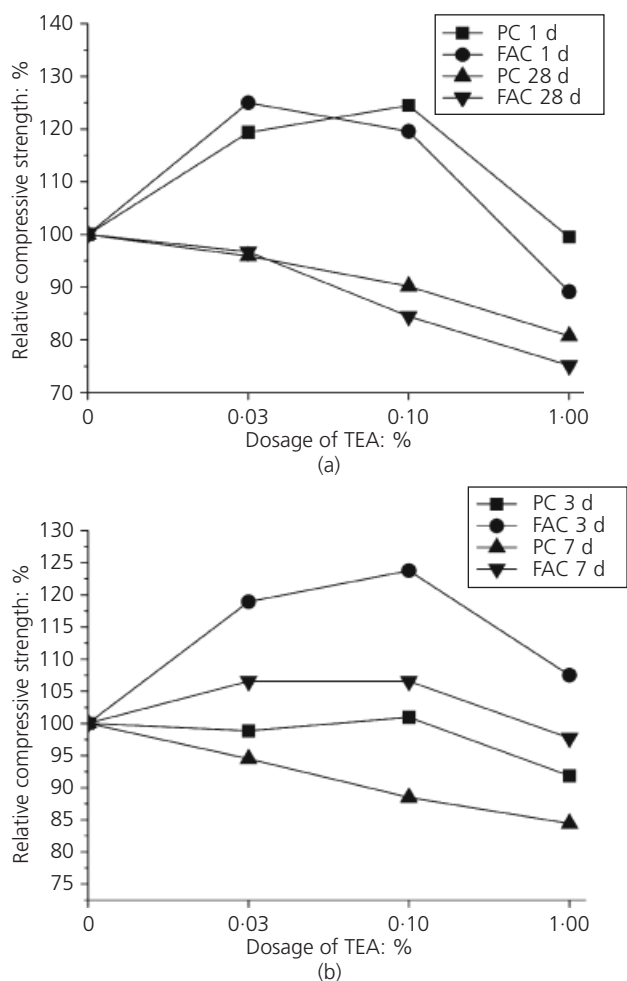 140
130
120
110
100
90
80
70
Relative compressive strength: %
PC 1 d
FAC 1 d
PC 28 d
FAC 28 d
0 0·03 0·10 1·00
Dosage of TEA: %
(a)
130
125
120
115
110
105
100
95
90
85
80
75
Relative compressive strength: %
PC 3 d
FAC 3 d
PC 7 d
FAC 7 d
0 0·03 0·10 1·00
Dosage of TEA: %
(b)